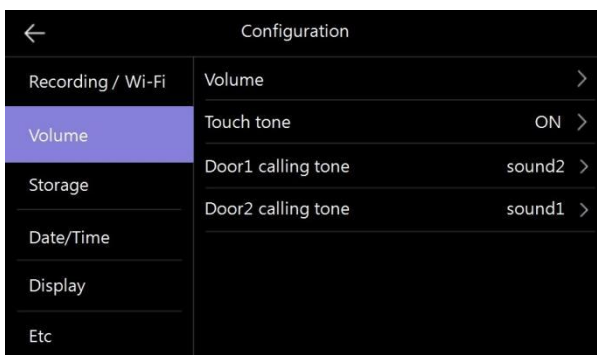 Configuration
Recording / Wi-Fi
Volume
Storage
Date/Time
Display
Etc
Volume
Touch tone ON
Door1 calling tone sound2
Door2 calling tone sound1